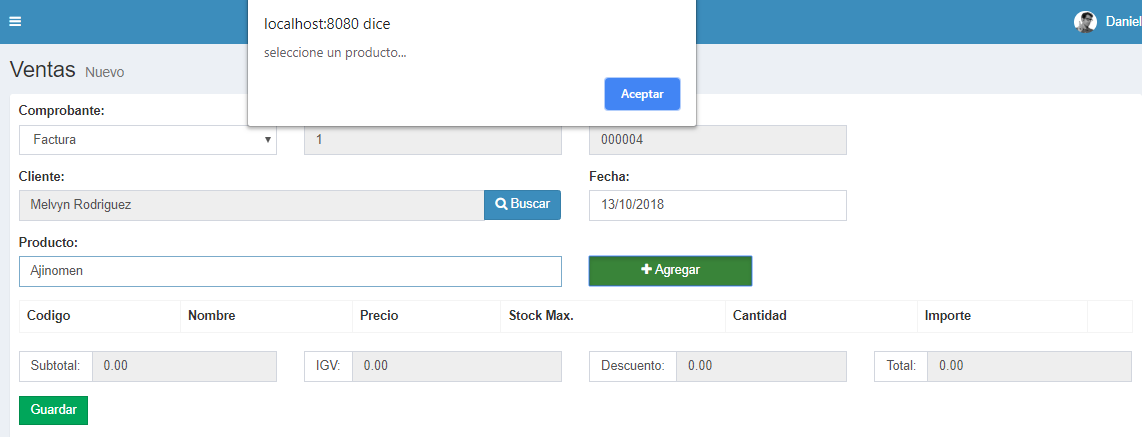 localhost:8080 dice
seleccione un producto...
Aceptar
Daniel
Ventas Nuevo
Comprobante:
Factura 1 000004
Cliente: Fecha:
Melvyn Rodriguez Buscar 13/10/2018
Producto:
Ajinomen Agregar
Codigo Nombre Precio Stock Max. Cantidad Importe
Subtotal: 0.00 IGV: 0.00 Descuento: 0.00 Total: 0.00
Guardar